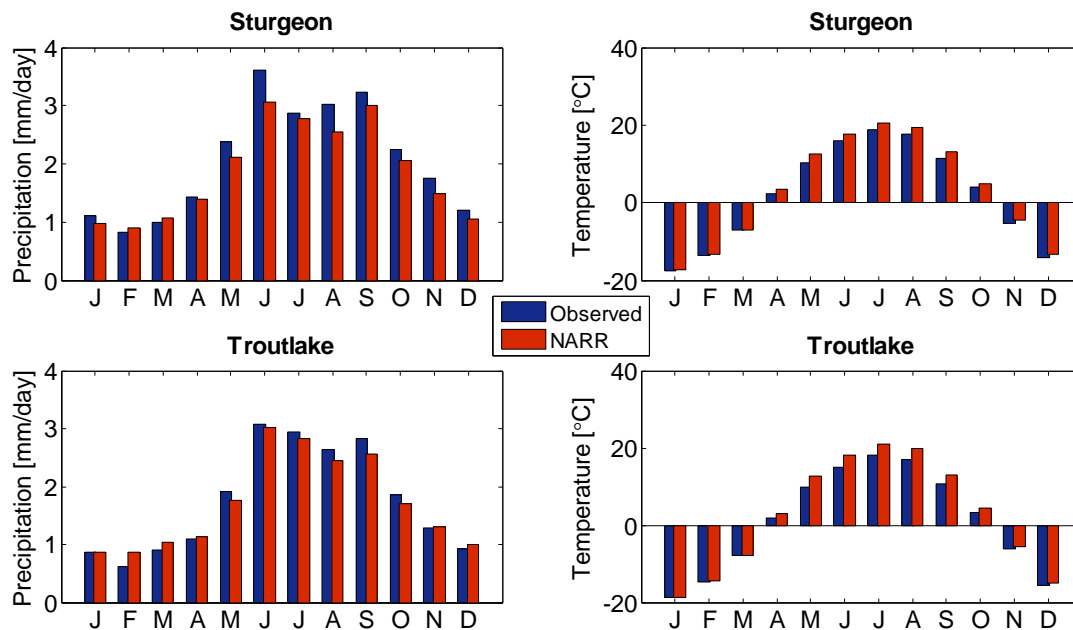 Sturgeon
Precipitation [mm/day]
4
3
2
1
0
J F M A M J J A S O N D
Sturgeon
Temperature [°C]
40
20
0
-20
J F M A M J J A S O N D
Observed
NARR
Troutlake
Precipitation [mm/day]
4
3
2
1
0
J F M A M J J A S O N D
Troutlake
Temperature [°C]
40
20
0
-20
J F M A M J J A S O N D